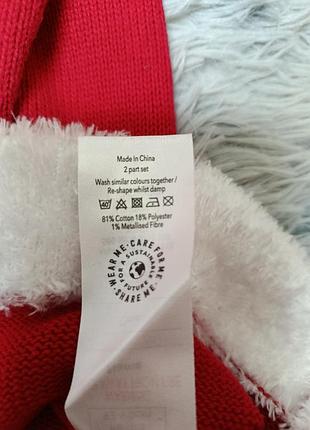 Made In China
2 part set
Wash similar colours together /
Re-shape whilst damp
40
81% Cotton 18% Polyester
1% Metallised Fibre
WEAR ME • CARE FOR ME • SHARE ME •
FOR A SUSTAINABLE FUTURE